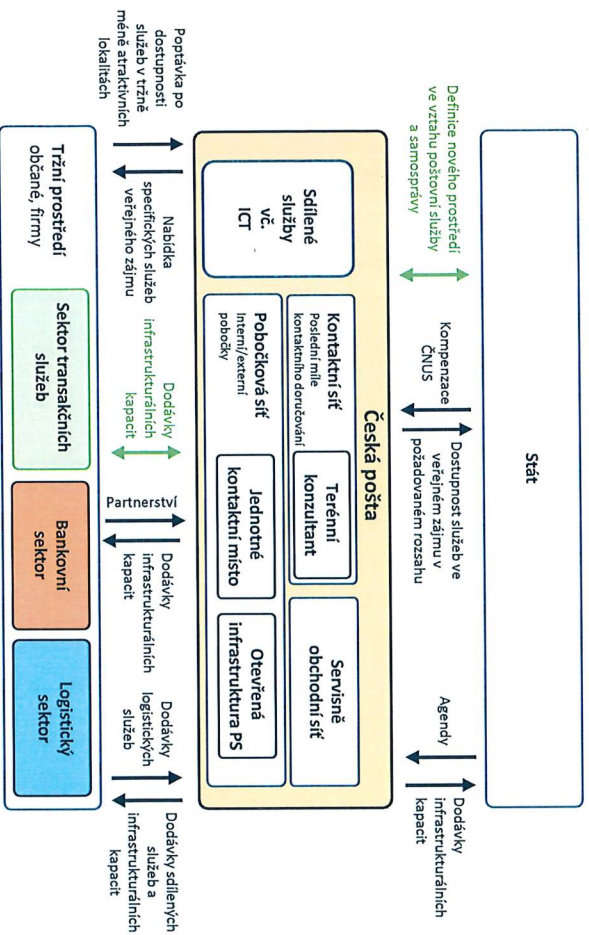 Stát
Definice nového prostředí
ve vztahu poštovní služby
a samosprávy
Kompenzace
ČNUS
Dostupnost služeb ve
veřejném zájmu v
požadovaném rozsahu
Agendy
Dodávky
infrastrukturálních
kapacit
Česká pošta
Sdílené
služby
vč.
ICT
Kontaktní síť
Poslední míle
kontaktního doručování
Terénní
konzultant
Servisně
obchodní síť
Pobočková síť
Interní/externí
pobočky
Jednotné
kontaktní místo
Otevřená
infrastruktura PS
Poptávka po
dostupnosti
služeb v tržně
méně atraktivních
lokalitách
Nabídka
specifických služeb
veřejného zájmu
Dodávky
infrastrukturálních
kapacit
Partnerství
Dodávky
infrastrukturálních
kapacit
Dodávky
logistických
služeb
Dodávky sdílených
služeb a
infrastrukturálních
kapacit
Tržní prostředí
občané, firmy
Sektor transakčních
služeb
Bankovní
sektor
Logistický
sektor